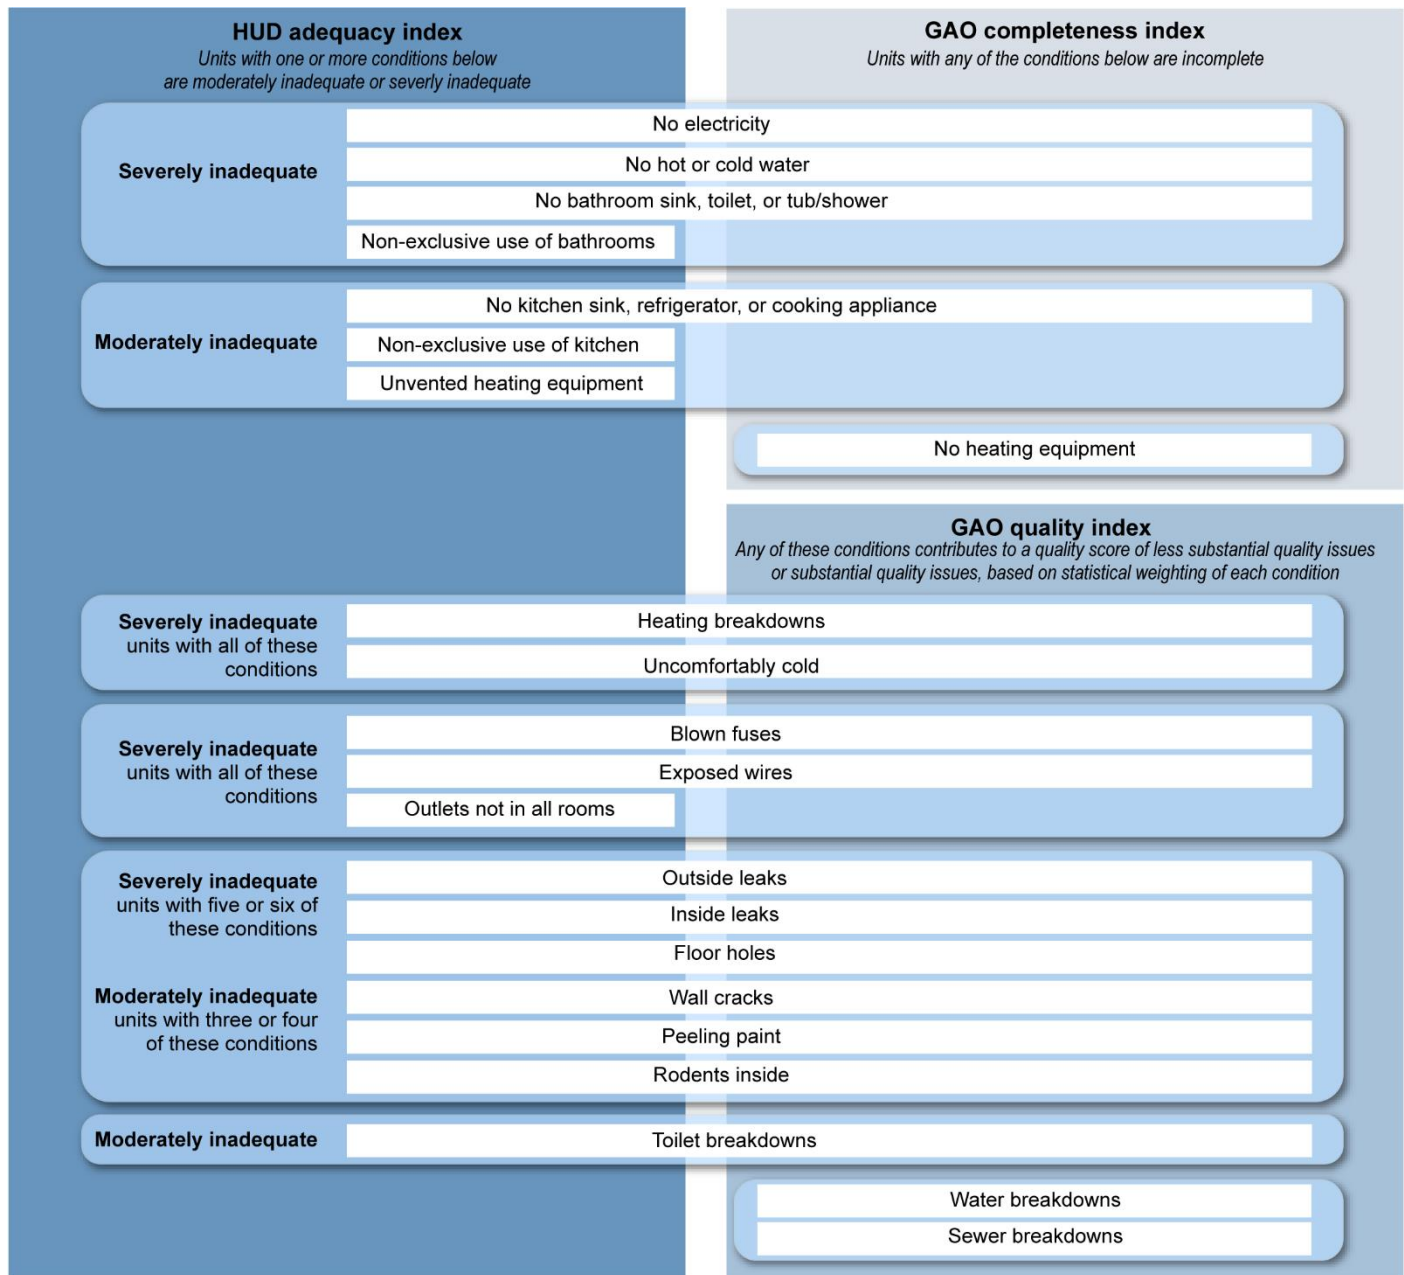 HUD adequacy index
Units with one or more conditions below
are moderately inadequate or severly inadequate
GAO completeness index
Units with any of the conditions below are incomplete
Severely inadequate
No electricity
No hot or cold water
No bathroom sink, toilet, or tub/shower
Non-exclusive use of bathrooms
Moderately inadequate
No kitchen sink, refrigerator, or cooking appliance
Non-exclusive use of kitchen
Unvented heating equipment
No heating equipment
GAO quality index
Any of these conditions contributes to a quality score of less substantial quality issues
or substantial quality issues, based on statistical weighting of each condition
Severely inadequate
units with all of these
conditions
Heating breakdowns
Uncomfortably cold
Severely inadequate
units with all of these
conditions
Blown fuses
Exposed wires
Outlets not in all rooms
Severely inadequate
units with five or six of
these conditions
Moderately inadequate
units with three or four
of these conditions
Outside leaks
Inside leaks
Floor holes
Wall cracks
Peeling paint
Rodents inside
Moderately inadequate
Toilet breakdowns
Water breakdowns
Sewer breakdowns